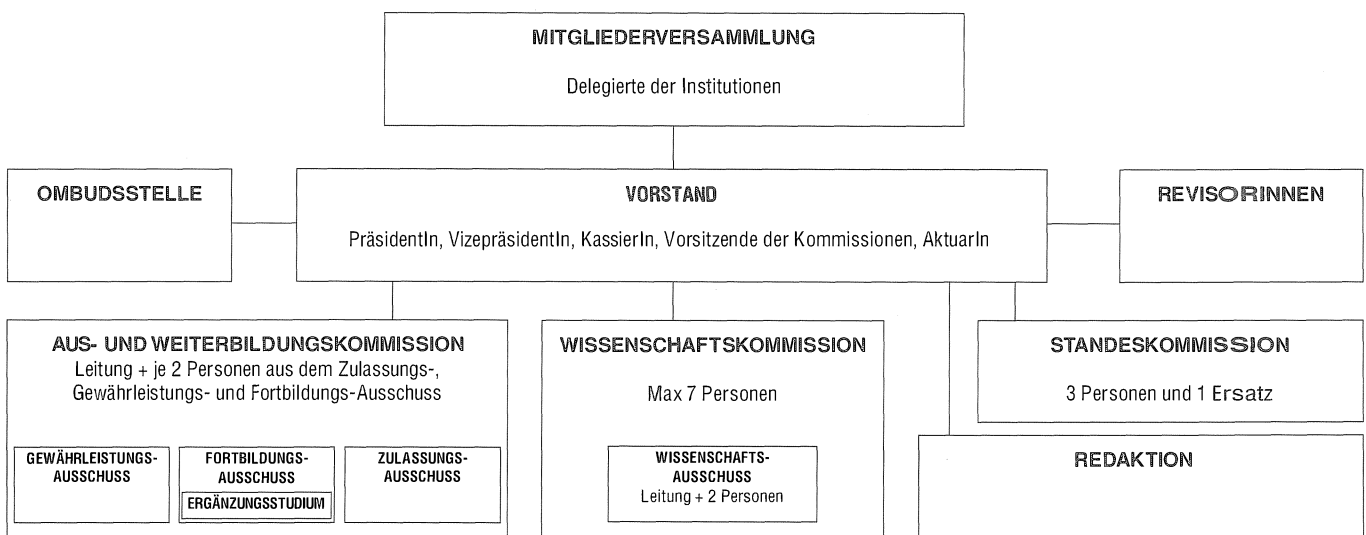 MITGLIEDERVERSAMMLUNG
Delegierte der Institutionen
OMBUDSSTELLE
VORSTAND
PräsidentIn, VizepräsidentIn, KassierIn, Vorsitzende der Kommissionen, AktuarIn
REVISORINNEN
AUS- UND WEITERBILDUNGSKOMMISSION
Leitung + je 2 Personen aus dem Zulassungs-,
Gewährleistungs- und Fortbildungs-Ausschuss
GEWÄHRLEISTUNGS-
AUSSCHUSS
FORTBILDUNGS-
AUSSCHUSS
ERGÄNZUNGSSTUDIUM
ZULASSUNGS-
AUSSCHUSS
WISSENSCHAFTSKOMMISSION
Max 7 Personen
WISSENSCHAFTS-
AUSSCHUSS
Leitung + 2 Personen
STANDESKOMMISSION
3 Personen und 1 Ersatz
REDAKTION